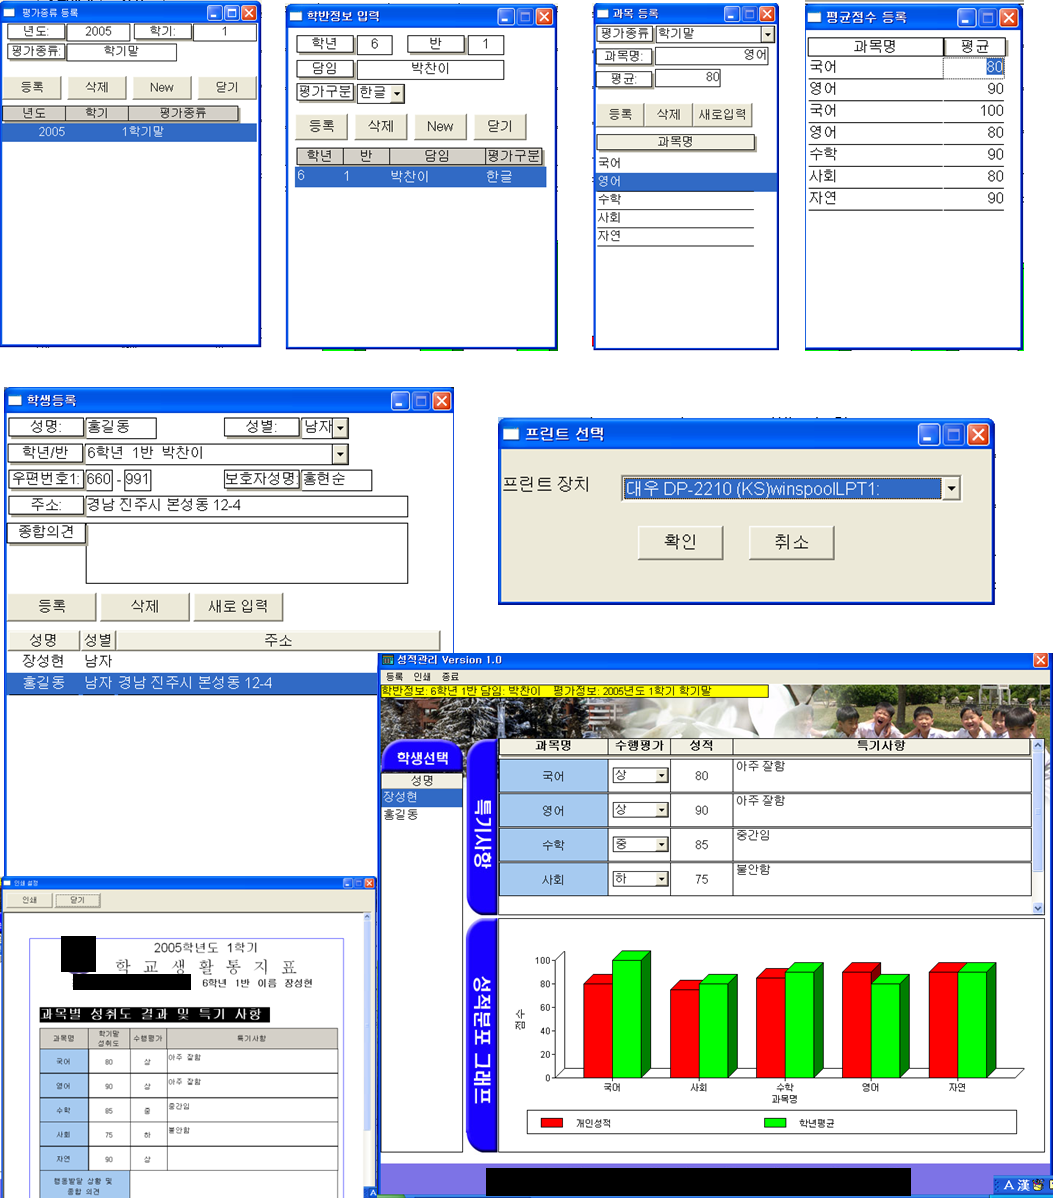 평가종류 등록
년도: 2005 학기: 1
평가종류: 학기말
등록 삭제 New 닫기
년도 학기 평가종류
2005 1학기말
학반정보 입력
학년 6 반 1
담임 박찬이
평가구분 한글
등록 삭제 New 닫기
학년 반 담임 평가구분
6 1 박찬이 한글
과목 등록
평가종류 학기말
과목명: 영어
평균: 80
등록 삭제 새로입력
과목명
국어
영어
수학
사회
자연
평균점수 등록
과목명 평균
국어 80
영어 90
국어 100
영어 80
수학 90
사회 80
자연 90
학생등록
성명: 홍길동 성별: 남자
학년/반 6학년 1반 박찬이
우편번호1: 660 - 991 보호자성명: 홍현순
주소: 경남 진주시 본성동 12-4
종합의견
등록 삭제 새로 입력
성명 성별 주소
장성현 남자
홍길동 남자 경남 진주시 본성동 12-4
프린트 선택
프린트 장치 대우 DP-2210 (KS)winspoolLPT1:
확인 취소
성적관리 Version 1.0
등록 인쇄 종료
학반정보: 6학년 1반 담임: 박찬이 평가정보: 2005년도 1학기 학기말
학생선택
성명
장성현
홍길동
특기사항
과목명 수행평가 성적 특기사항
국어 상 80 아주 잘함
영어 상 90 아주 잘함
수학 중 85 중간임
사회 하 75 불안함
성적분포 그래프
점수
100
80
60
40
20
0
국어 사회 수학 영어 자연
과목명
개인성적 학년평균
A 漢
인쇄 설정
인쇄 닫기
2005학년도 1학기
학 교 생 활 통 지 표
6학년 1반 이름 장성현
과목별 성취도 결과 및 특기 사항
과목명 학기말 성취도 수행평가 특기사항
국어 80 상 아주 잘함
영어 90 상 아주 잘함
수학 85 중 중간임
사회 75 하 불안함
자연 90 상
행동발달 상황 및
종합 의견
A